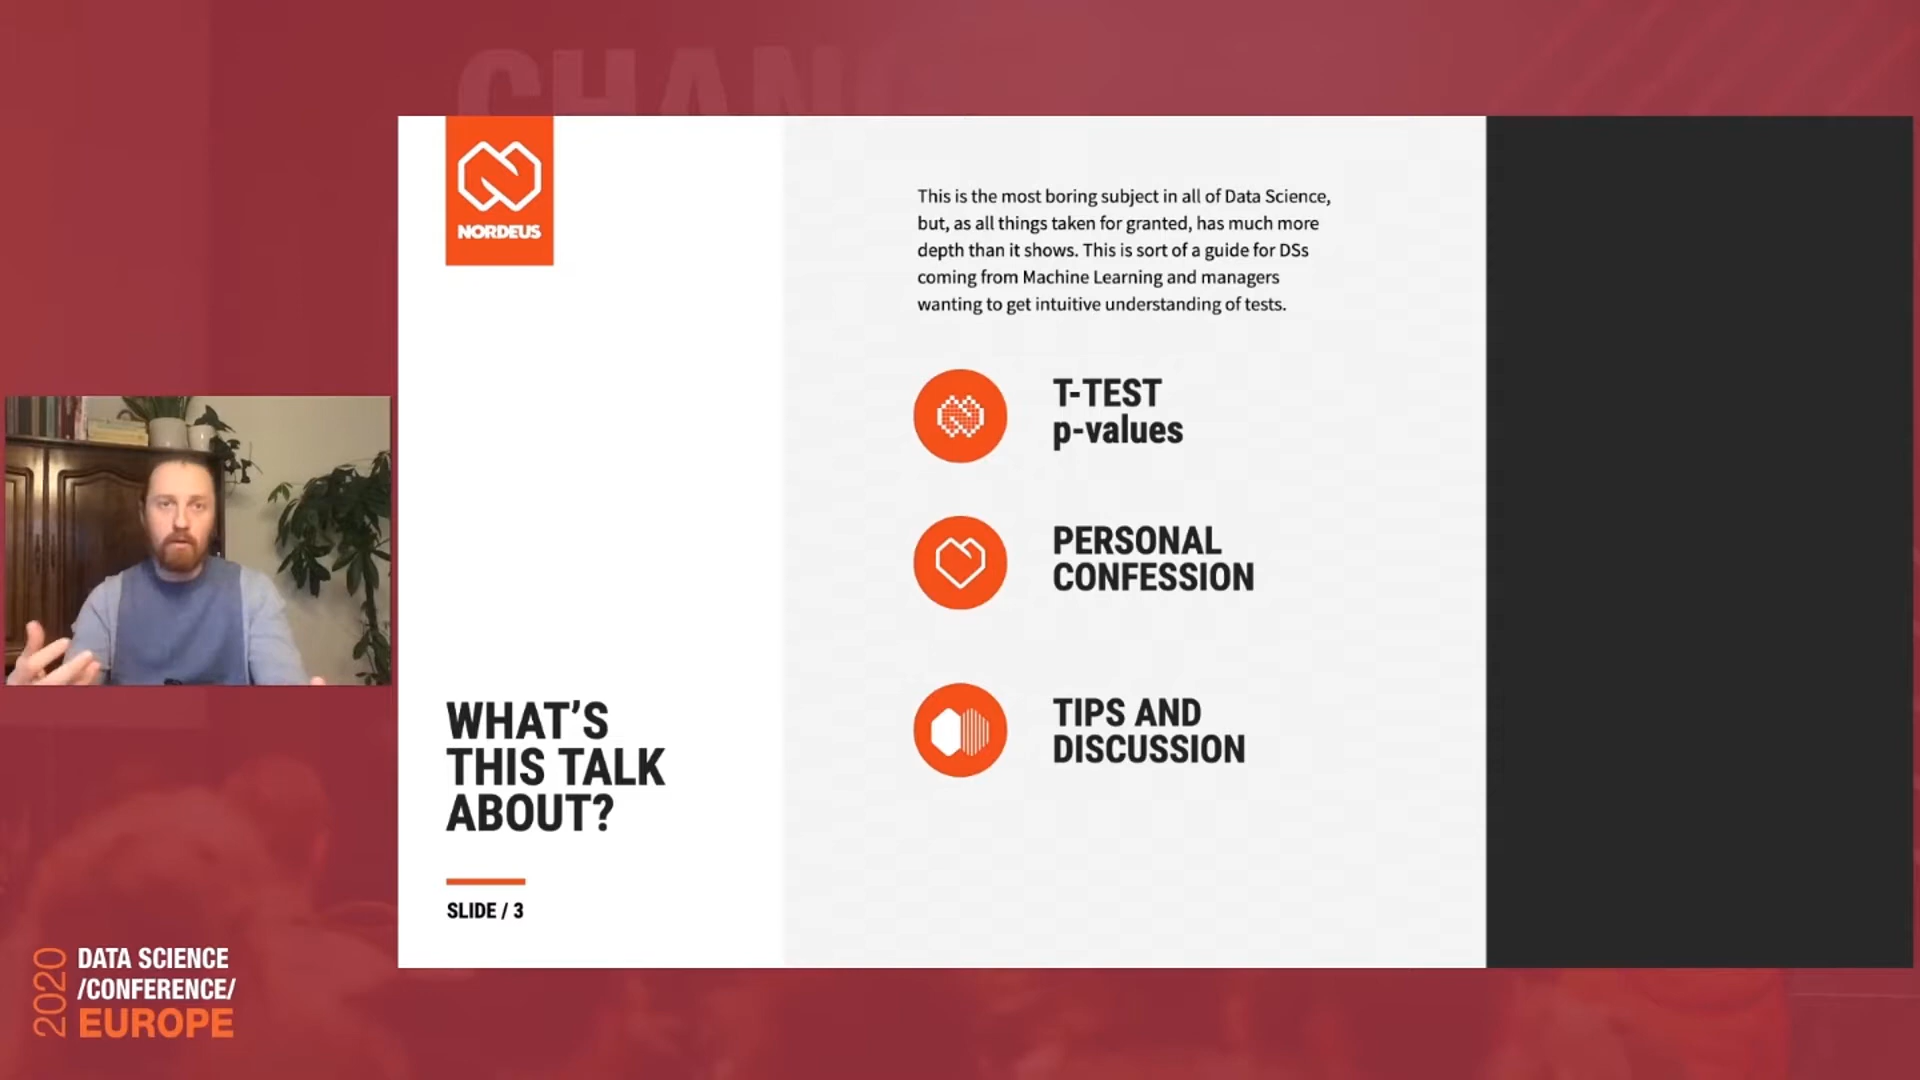 CHANG
NORDEUS
This is the most boring subject in all of Data Science,
but, as all things taken for granted, has much more
depth than it shows. This is sort of a guide for DSs
coming from Machine Learning and managers
wanting to get intuitive understanding of tests.
T-TEST
p-values
PERSONAL
CONFESSION
TIPS AND
DISCUSSION
WHAT'S
THIS TALK
ABOUT?
SLIDE / 3
2020
DATA SCIENCE
/CONFERENCE/
EUROPE